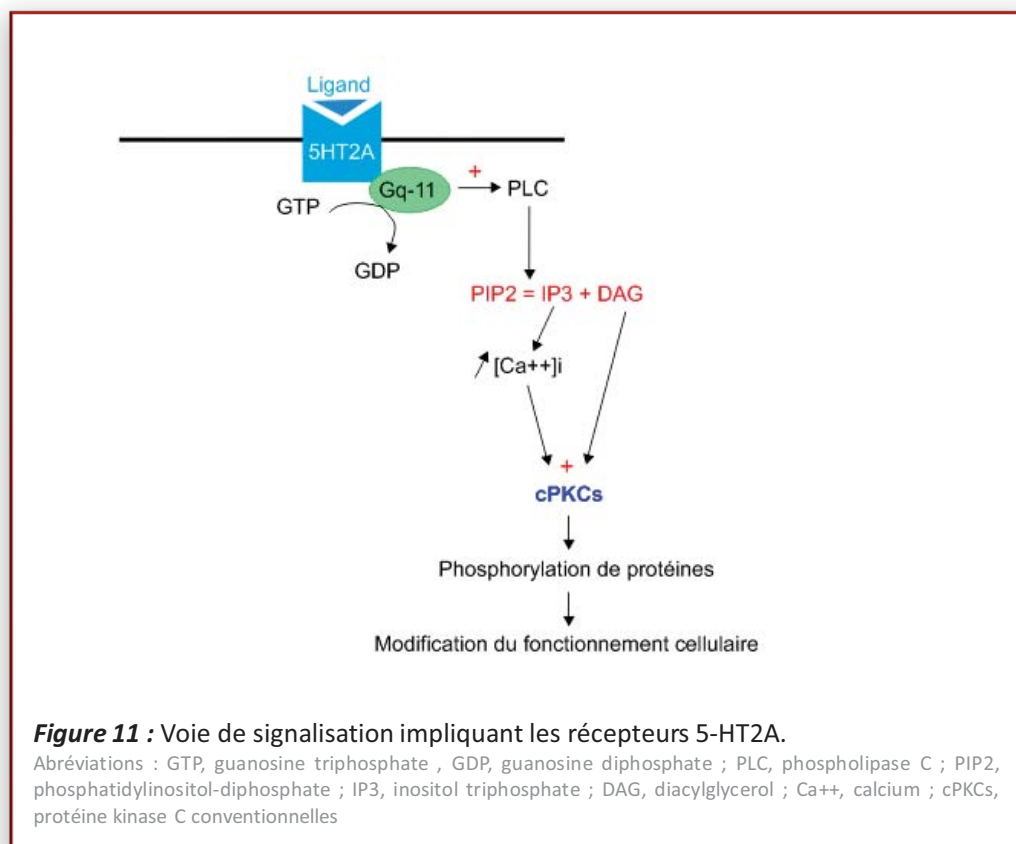 Ligand
5HT2A
Gq-11
+
PLC
GTP
GDP
PIP2 = IP3 + DAG
[Ca++]i
+
cPKCs
Phosphorylation de protéines
Modification du fonctionnement cellulaire
Figure 11 : Voie de signalisation impliquant les récepteurs 5-HT2A.
Abréviations : GTP, guanosine triphosphate , GDP, guanosine diphosphate ; PLC, phospholipase C ; PIP2,
phosphatidylinositol-diphosphate ; IP3, inositol triphosphate ; DAG, diacylglycerol ; Ca++, calcium ; cPKCs,
protéine kinase C conventionnelles